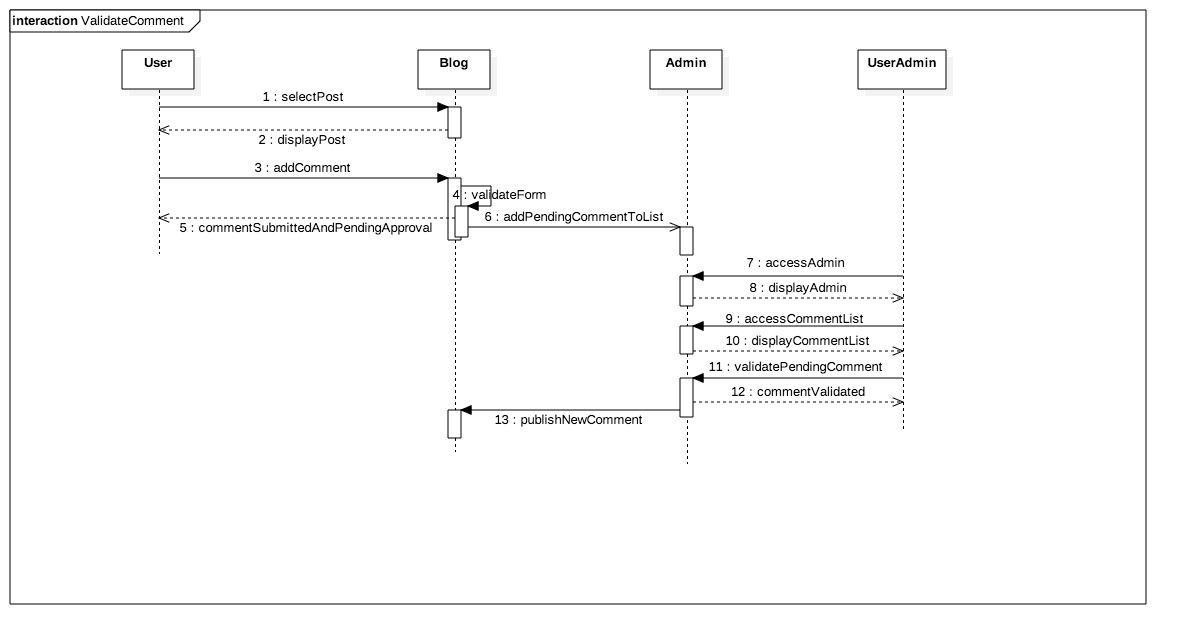 interaction ValidateComment
User
Blog
Admin
UserAdmin
1 : selectPost
2 : displayPost
3 : addComment
4 : validateForm
6 : addPendingCommentToList
5 : commentSubmittedAndPendingApproval
7 : accessAdmin
8 : displayAdmin
9 : accessCommentList
10 : displayCommentList
11 : validatePendingComment
12 : commentValidated
13 : publishNewComment